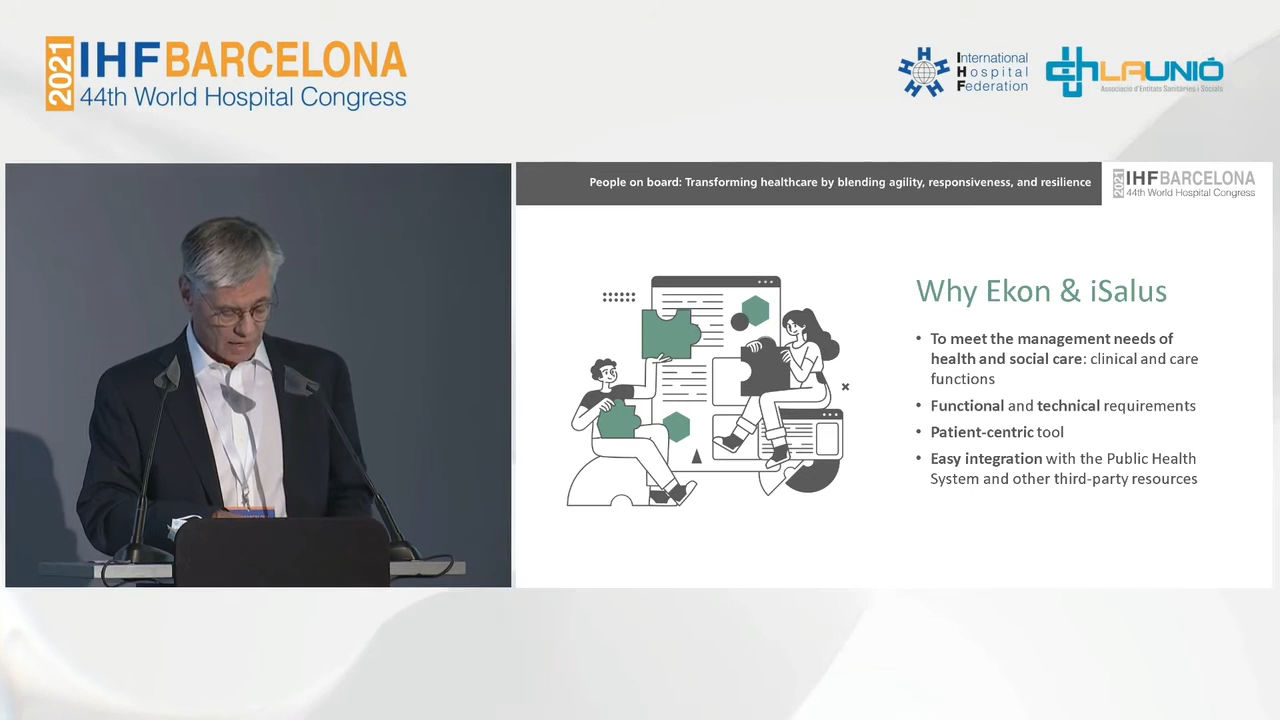 2021 IHF BARCELONA
44th World Hospital Congress
International
Hospital
Federation
LAUNIÓ
Associació d'Entitats Sanitàries i Socials
People on board: Transforming healthcare by blending agility, responsiveness, and resilience
2021 IHF BARCELONA
44th World Hospital Congress
Why Ekon & iSalus
• To meet the management needs of
health and social care: clinical and care
functions
• Functional and technical requirements
• Patient-centric tool
• Easy integration with the Public Health
System and other third-party resources